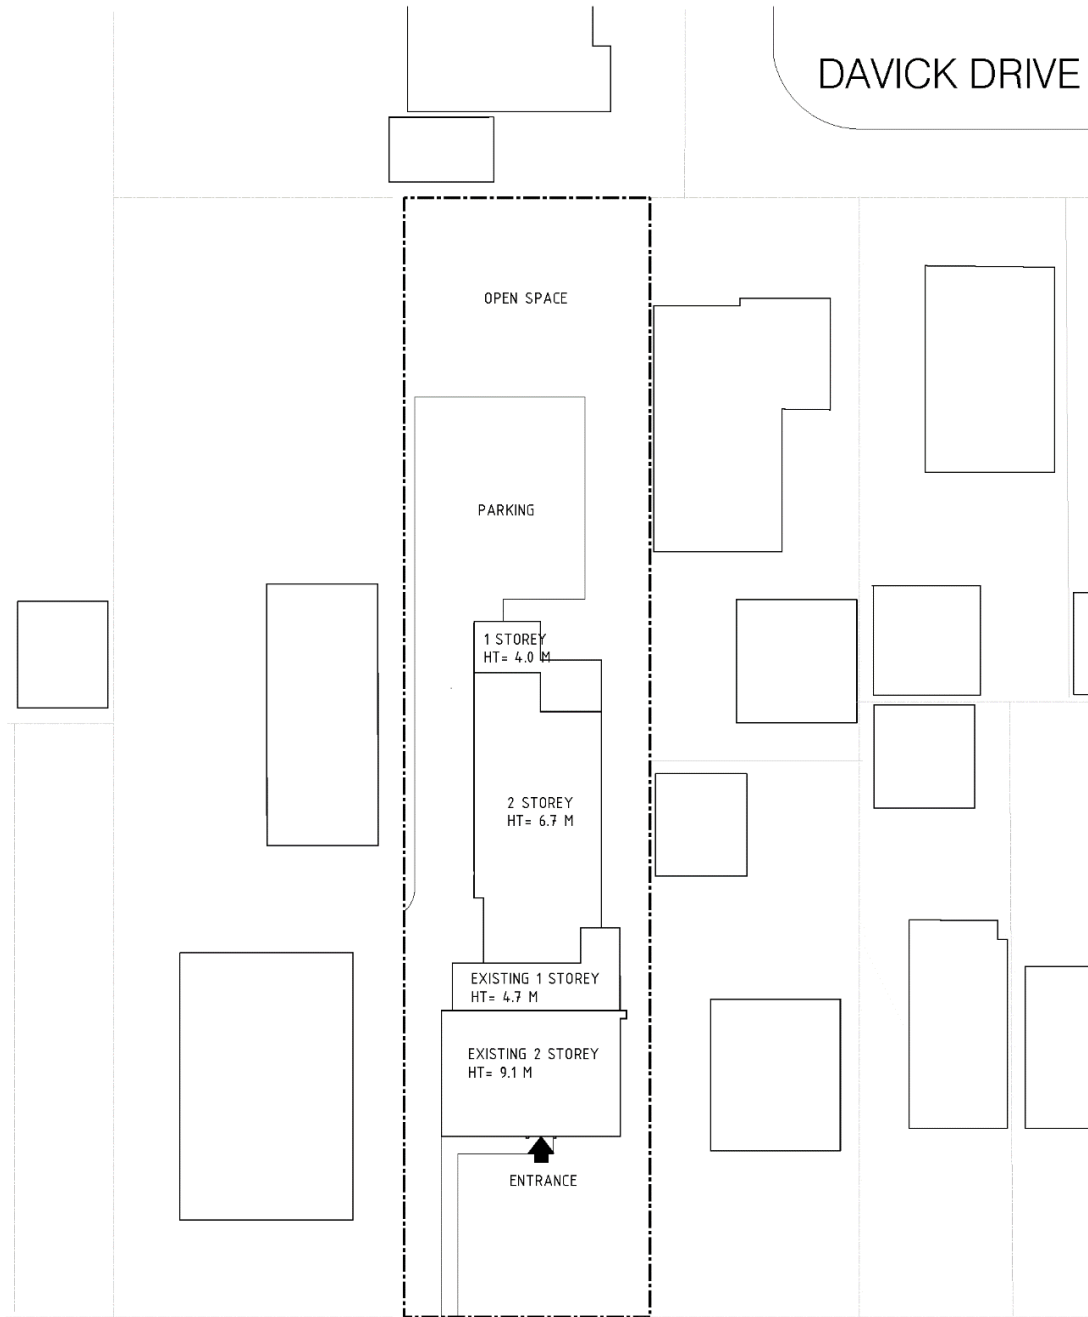 DAVICK DRIVE
OPEN SPACE
PARKING
1 STOREY
HT= 4.0 M
2 STOREY
HT= 6.7 M
EXISTING 1 STOREY
HT= 4.7 M
EXISTING 2 STOREY
HT= 9.1 M
ENTRANCE